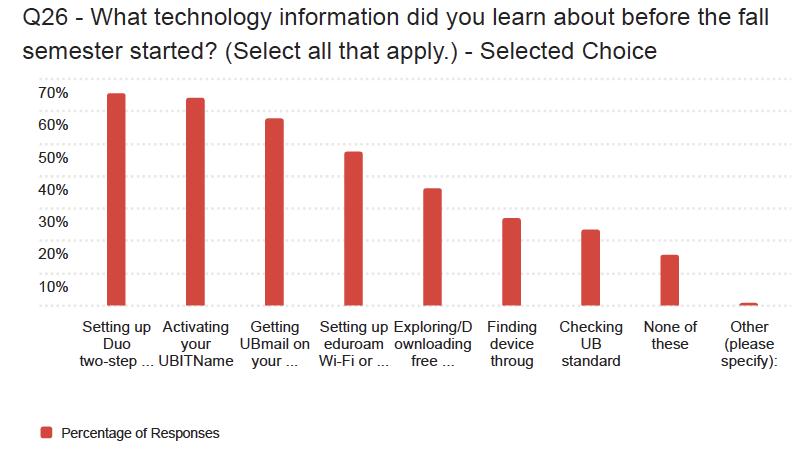 Q26 - What technology information did you learn about before the fall
semester started? (Select all that apply.) - Selected Choice
70%
60%
50%
40%
30%
20%
10%
Setting up
Duo
two-step ...
Activating
your
UBITName
Getting
UBmail on
your ...
Setting up
eduroam
Wi-Fi or ...
Exploring/D
ownloading
free ...
Finding
device
throug
Checking
UB
standard
None of
these
Other
(please
specify):
Percentage of Responses